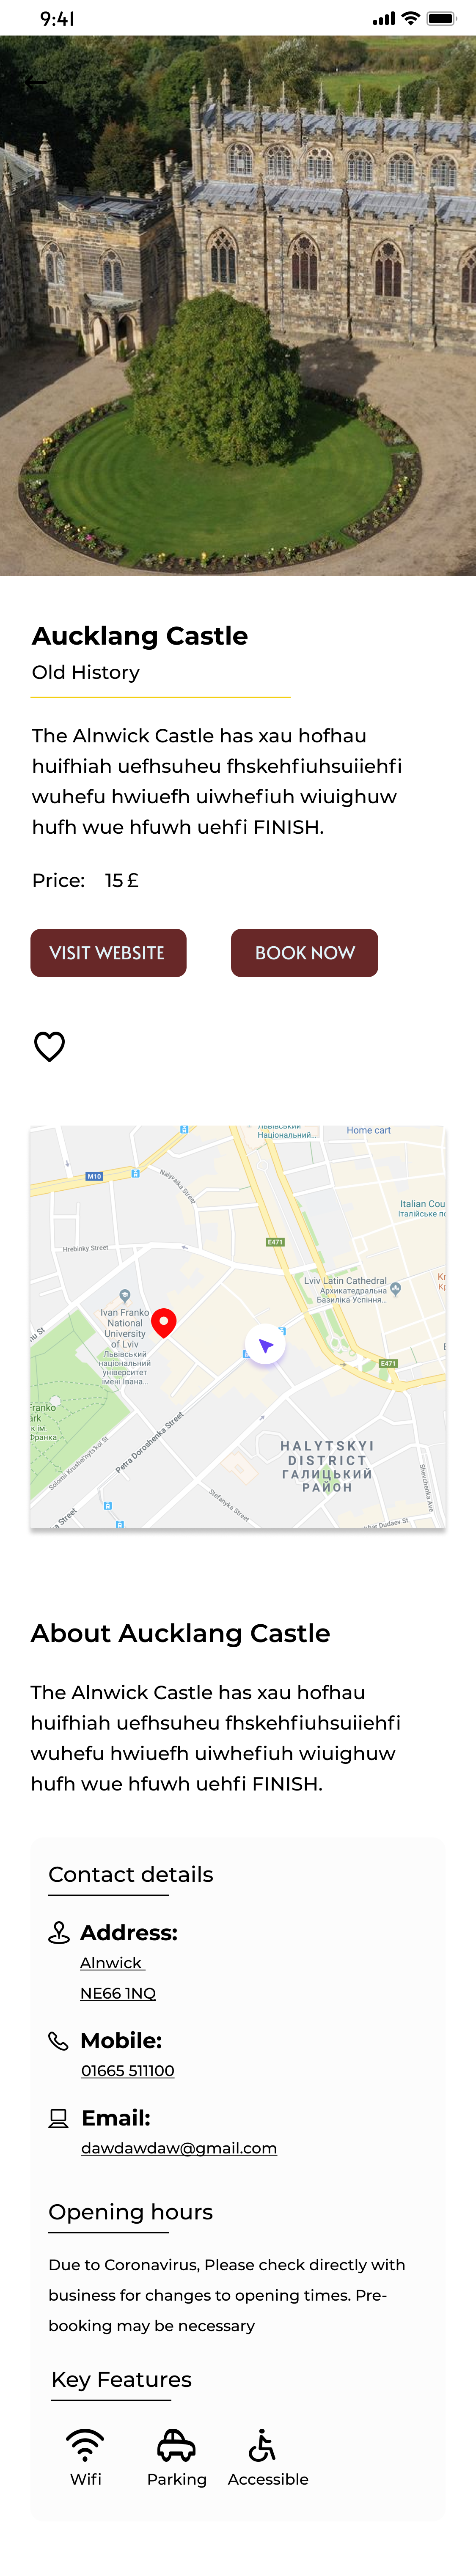 9:41
Aucklang Castle
Old History
The Alnwick Castle has xau hofhau
huifhiah uefhsuheu fhskehfiuhsuiiehfi
wuhefu hwiuefh uiwhefiuh wiuighuw
hufh wue hfuwh uehfi FINISH.
Price: 15 £
VISIT WEBSITE
BOOK NOW
Національний...
Home cart
M10
Nalyvaika Street
Italian Cou
Італійське по
E471
Hrebinky Street
Lviv Latin Cathedral
Архикатедральна
Базиліка Успіння...
Ivan Franko
National
University
of Lviv
Львівський
національний
університет
імені Івана...
E471
Petra Doroshenka Street
HALYTSKYI
DISTRICT
ГАЛИЦЬКИЙ
РАЙОН
Stefanyka Street
Shevchenka Ave
About Aucklang Castle
The Alnwick Castle has xau hofhau
huifhiah uefhsuheu fhskehfiuhsuiiehfi
wuhefu hwiuefh uiwhefiuh wiuighuw
hufh wue hfuwh uehfi FINISH.
Contact details
Address:
Alnwick
NE66 1NQ
Mobile:
01665 511100
Email:
dawdawdaw@gmail.com
Opening hours
Due to Coronavirus, Please check directly with
business for changes to opening times. Pre-
booking may be necessary
Key Features
Wifi
Parking
Accessible